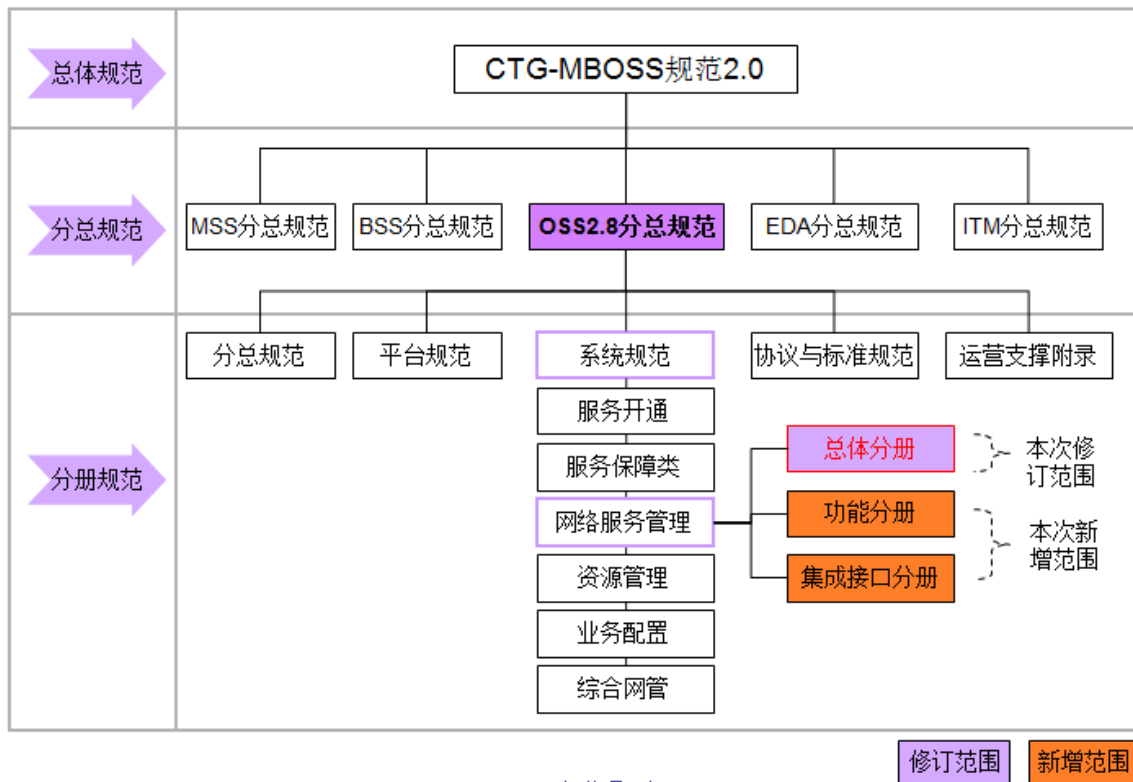 总体规范
CTG-MBOSS规范2.0
分总规范
MSS分总规范
BSS分总规范
OSS2.8分总规范
EDA分总规范
ITM分总规范
分册规范
分总规范
平台规范
系统规范
协议与标准规范
运营支撑附录
服务开通
服务保障类
网络服务管理
资源管理
业务配置
综合网管
总体分册
功能分册
集成接口分册
本次修
订范围
本次新
增范围
修订范围
新增范围